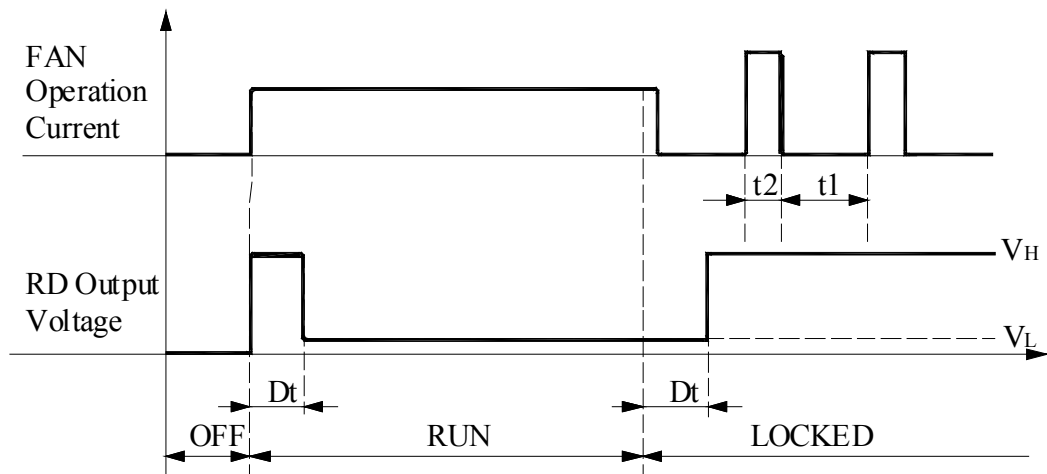 FAN
Operation
Current
t2
t1
VH
RD Output
Voltage
VL
Dt
Dt
OFF
RUN
LOCKED